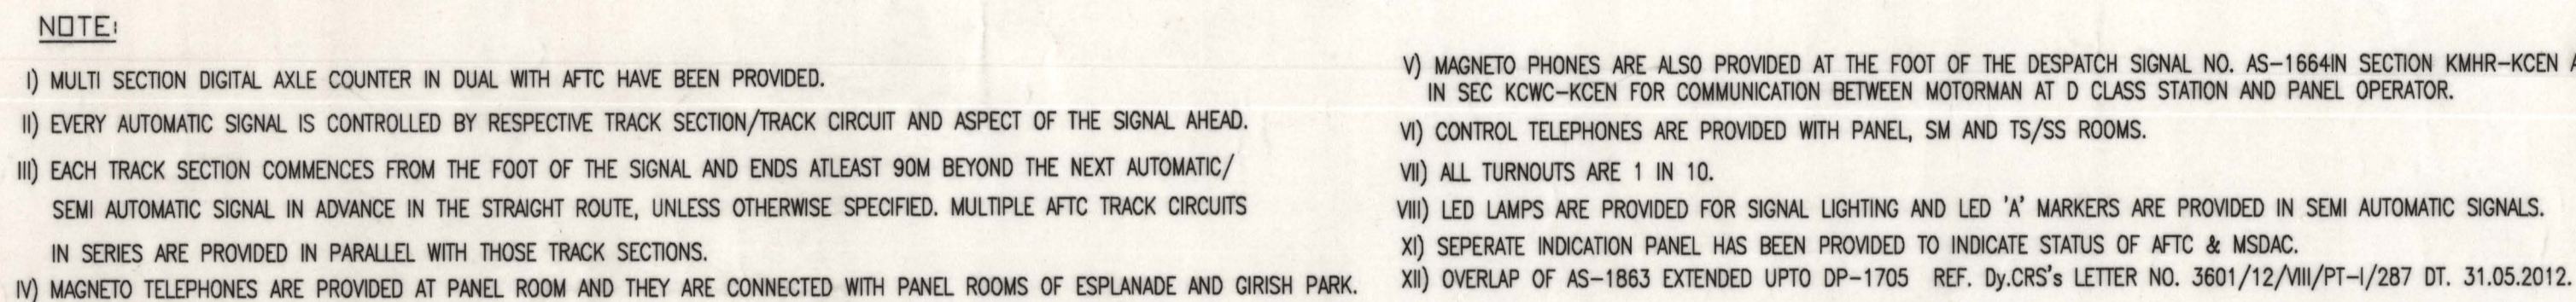 NOTE:
I) MULTI SECTION DIGITAL AXLE COUNTER IN DUAL WITH AFTC HAVE BEEN PROVIDED.
II) EVERY AUTOMATIC SIGNAL IS CONTROLLED BY RESPECTIVE TRACK SECTION/TRACK CIRCUIT AND ASPECT OF THE SIGNAL AHEAD.
III) EACH TRACK SECTION COMMENCES FROM THE FOOT OF THE SIGNAL AND ENDS ATLEAST 90M BEYOND THE NEXT AUTOMATIC/
SEMI AUTOMATIC SIGNAL IN ADVANCE IN THE STRAIGHT ROUTE, UNLESS OTHERWISE SPECIFIED. MULTIPLE AFTC TRACK CIRCUITS
IN SERIES ARE PROVIDED IN PARALLEL WITH THOSE TRACK SECTIONS.
IV) MAGNETO TELEPHONES ARE PROVIDED AT PANEL ROOM AND THEY ARE CONNECTED WITH PANEL ROOMS OF ESPLANADE AND GIRISH PARK.
V) MAGNETO PHONES ARE ALSO PROVIDED AT THE FOOT OF THE DESPATCH SIGNAL NO. AS-1664IN SECTION KMHR-KCEN
IN SEC KCWC-KCEN FOR COMMUNICATION BETWEEN MOTORMAN AT D CLASS STATION AND PANEL OPERATOR.
VI) CONTROL TELEPHONES ARE PROVIDED WITH PANEL, SM AND TS/SS ROOMS.
VII) ALL TURNOUTS ARE 1 IN 10.
VIII) LED LAMPS ARE PROVIDED FOR SIGNAL LIGHTING AND LED 'A' MARKERS ARE PROVIDED IN SEMI AUTOMATIC SIGNALS.
XI) SEPERATE INDICATION PANEL HAS BEEN PROVIDED TO INDICATE STATUS OF AFTC & MSDAC.
XII) OVERLAP OF AS-1863 EXTENDED UPTO DP-1705 REF. Dy.CRS's LETTER NO. 3601/12/VIII/PT-I/287 DT. 31.05.2012.